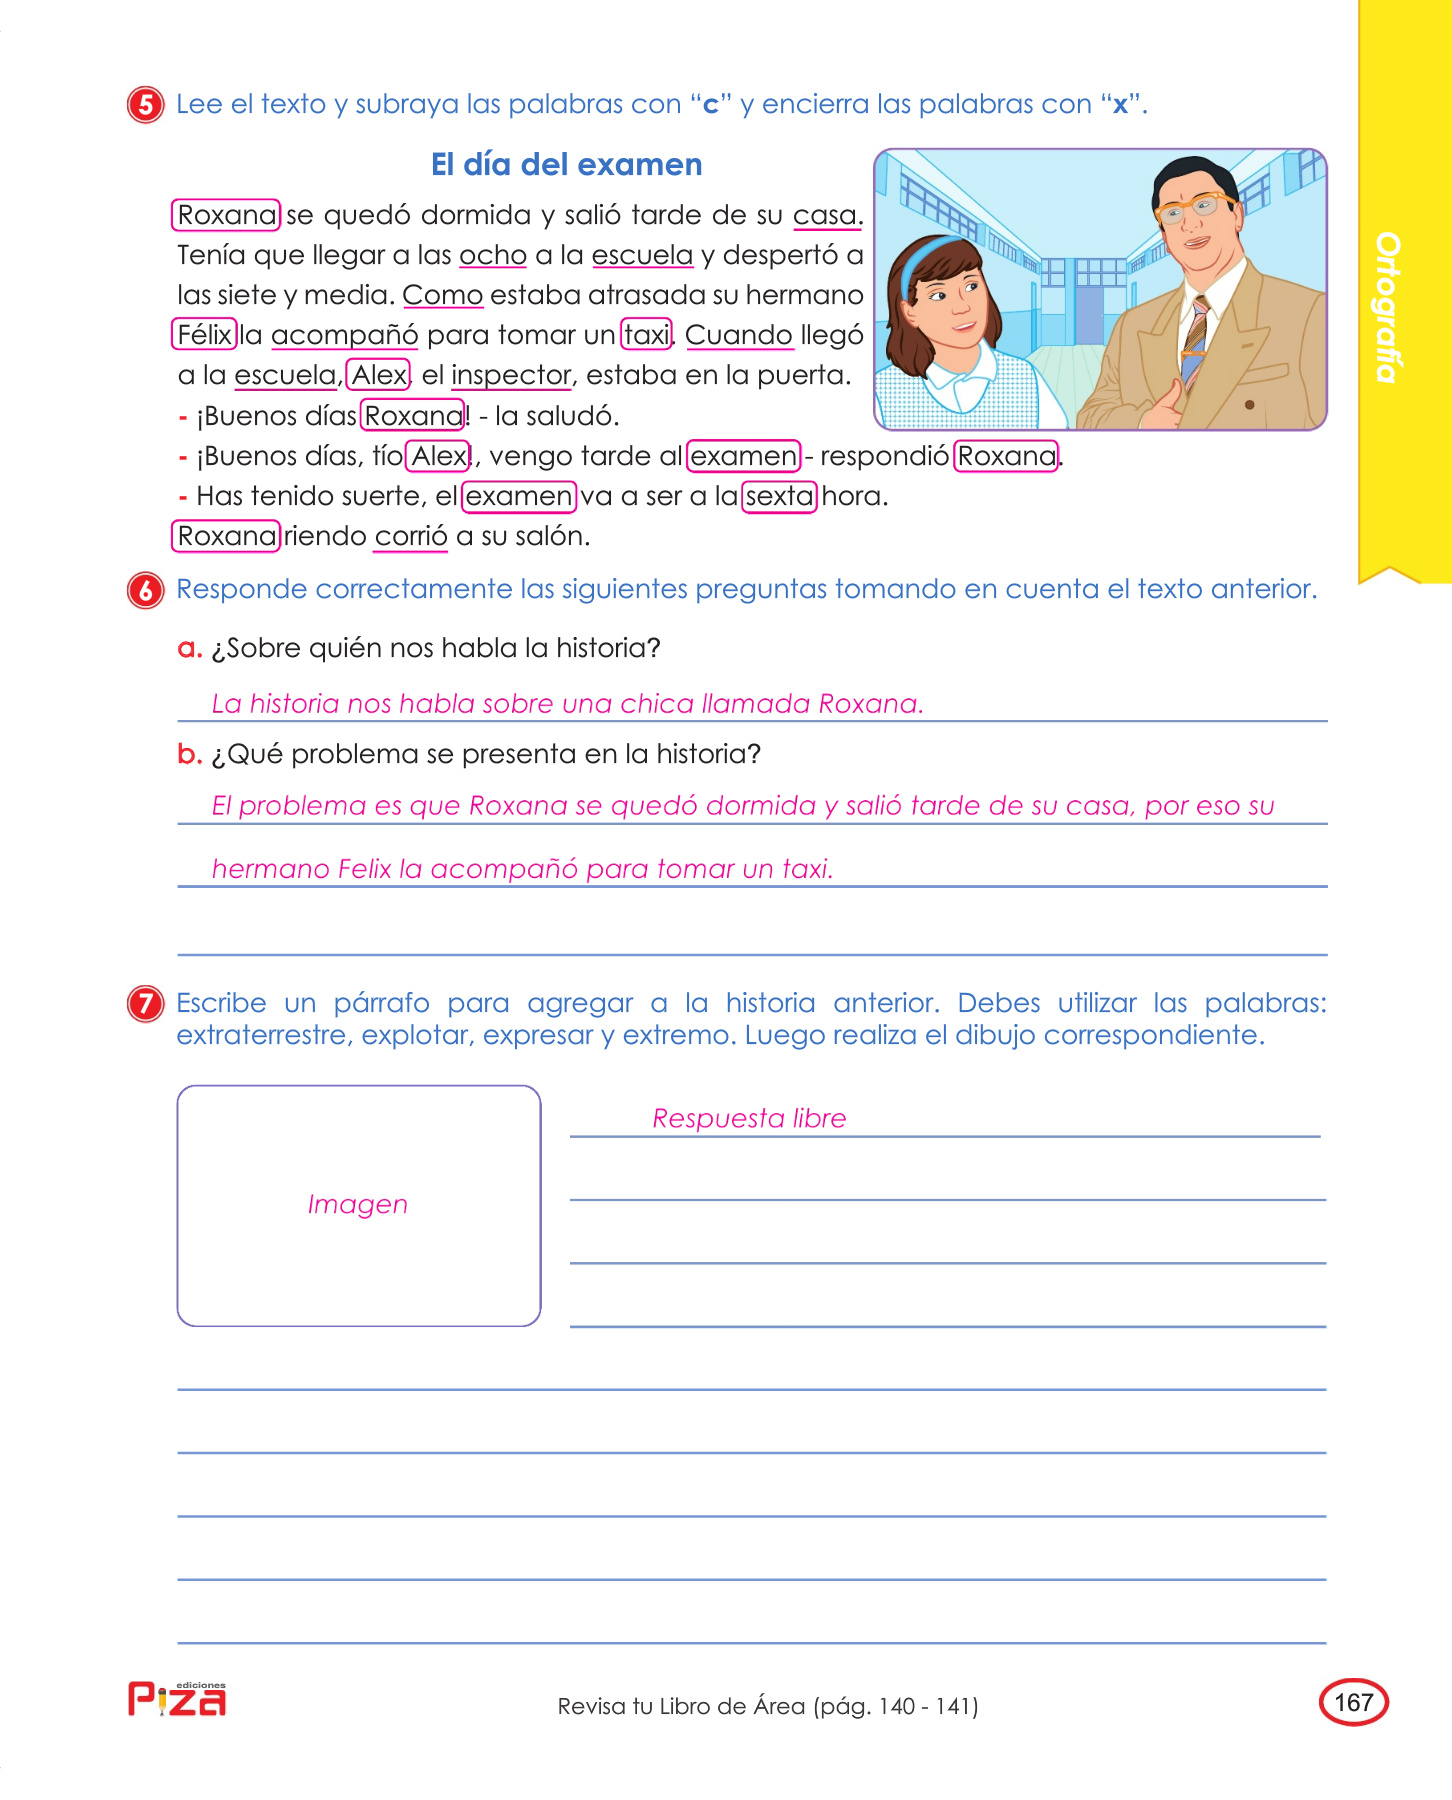 5 Lee el texto y subraya las palabras con “c” y encierra las palabras con “x”.
El día del examen
Roxana se quedó dormida y salió tarde de su casa.
Tenía que llegar a las ocho a la escuela y despertó a
las siete y media. Como estaba atrasada su hermano
Félix la acompañó para tomar un taxi. Cuando llegó
a la escuela, Alex, el inspector, estaba en la puerta.
- ¡Buenos días Roxana! - la saludó.
- ¡Buenos días, tío Alex!, vengo tarde al examen - respondió Roxana.
- Has tenido suerte, el examen va a ser a la sexta hora.
Roxana riendo corrió a su salón.
6 Responde correctamente las siguientes preguntas tomando en cuenta el texto anterior.
a. ¿Sobre quién nos habla la historia?
La historia nos habla sobre una chica llamada Roxana.
b. ¿Qué problema se presenta en la historia?
El problema es que Roxana se quedó dormida y salió tarde de su casa, por eso su
hermano Felix la acompañó para tomar un taxi.
7 Escribe un párrafo para agregar a la historia anterior. Debes utilizar las palabras:
extraterrestre, explotar, expresar y extremo. Luego realiza el dibujo correspondiente.
Respuesta libre
Imagen
Ortografía
ediciones
Piza
Revisa tu Libro de Área (pág. 140 - 141)
167